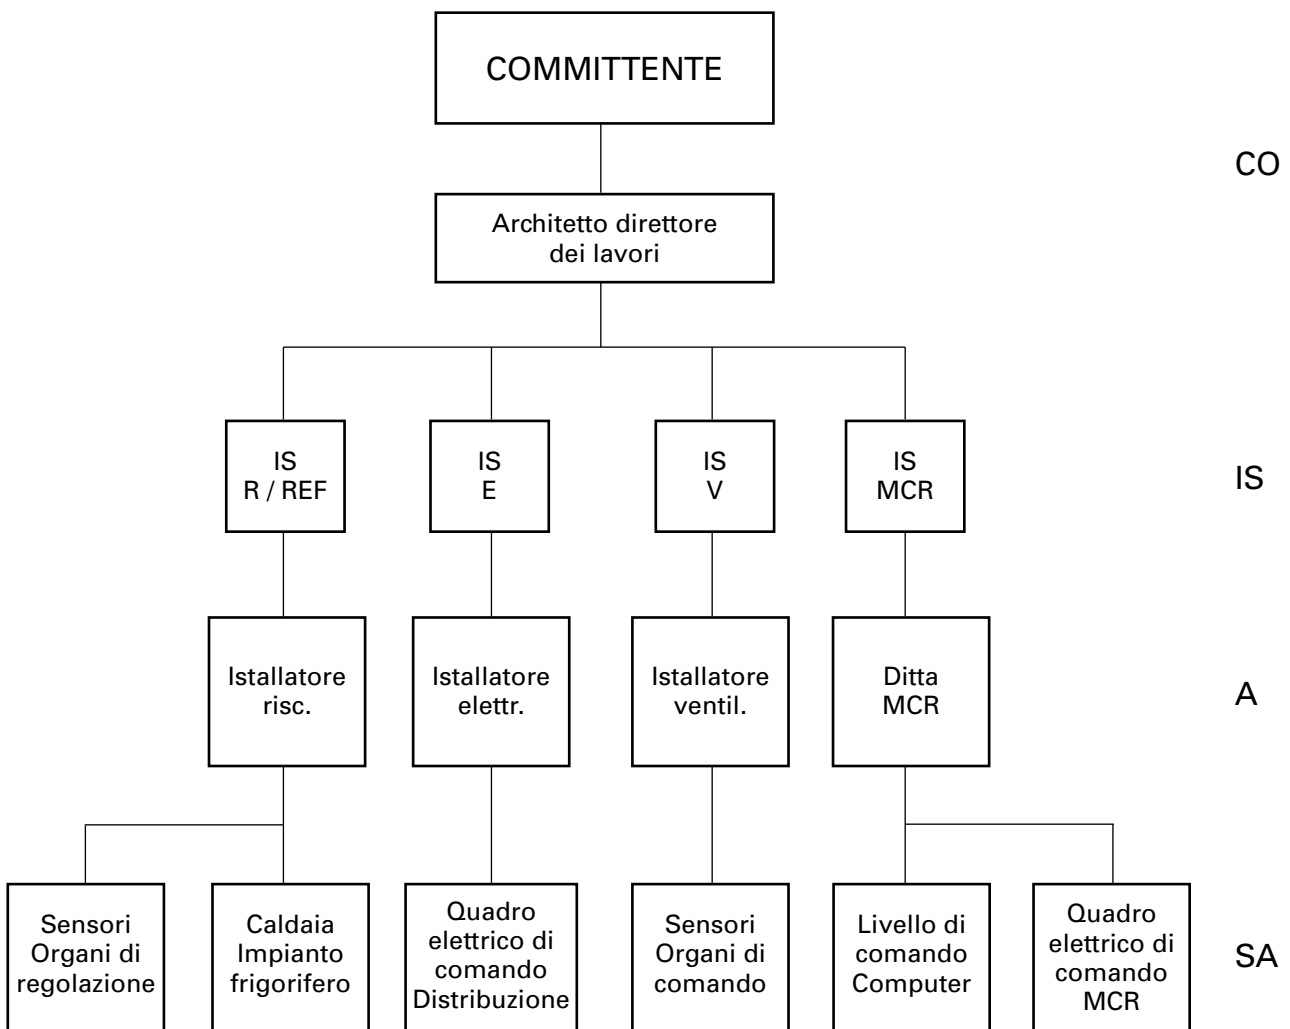 COMMITTENTE
CO
Architetto direttore
dei lavori
IS
R / REF
IS
E
IS
V
IS
MCR
IS
Istallatore
risc.
Istallatore
elettr.
Istallatore
ventil.
Ditta
MCR
A
Sensori
Organi di
regolazione
Caldaia
Impianto
frigorifero
Quadro
elettrico di
comando
Distribuzione
Sensori
Organi di
comando
Livello di
comando
Computer
Quadro
elettrico di
comando
MCR
SA